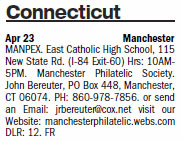 Connecticut
Apr 23 Manchester
MANPEX. East Catholic High School, 115
New State Rd. (I-84 Exit-60) Hrs: 10AM-
5PM. Manchester Philatelic Society.
John Bereuter, PO Box 448, Manchester,
CT 06074. PH: 860-978-7856. or send
an Email: jrbereuter@cox.net visit our
Website: manchesterphilatelic.webs.com
DLR: 12. FR